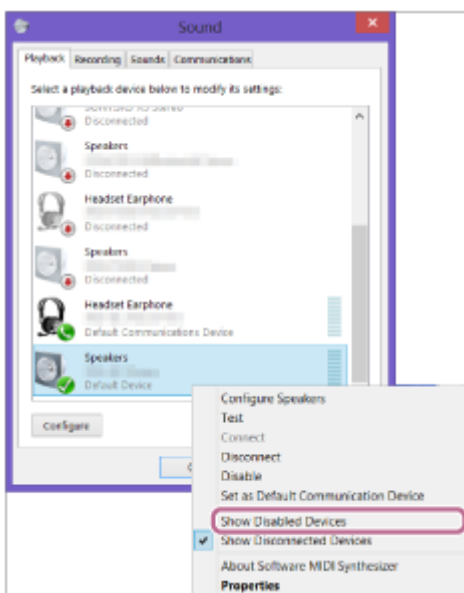 Sound
Playback Recording Sounds Communications
Select a playback device below to modify its settings:
Disconnected
Speakers
Disconnected
Headset Earphone
Disconnected
Speakers
Disconnected
Headset Earphone
Default Communications Device
Speakers
Default Device
Configure
Configure Speakers
Test
Connect
Disconnect
Disable
Set as Default Communication Device
Show Disabled Devices
Show Disconnected Devices
About Software MIDI Synthesizer
Properties